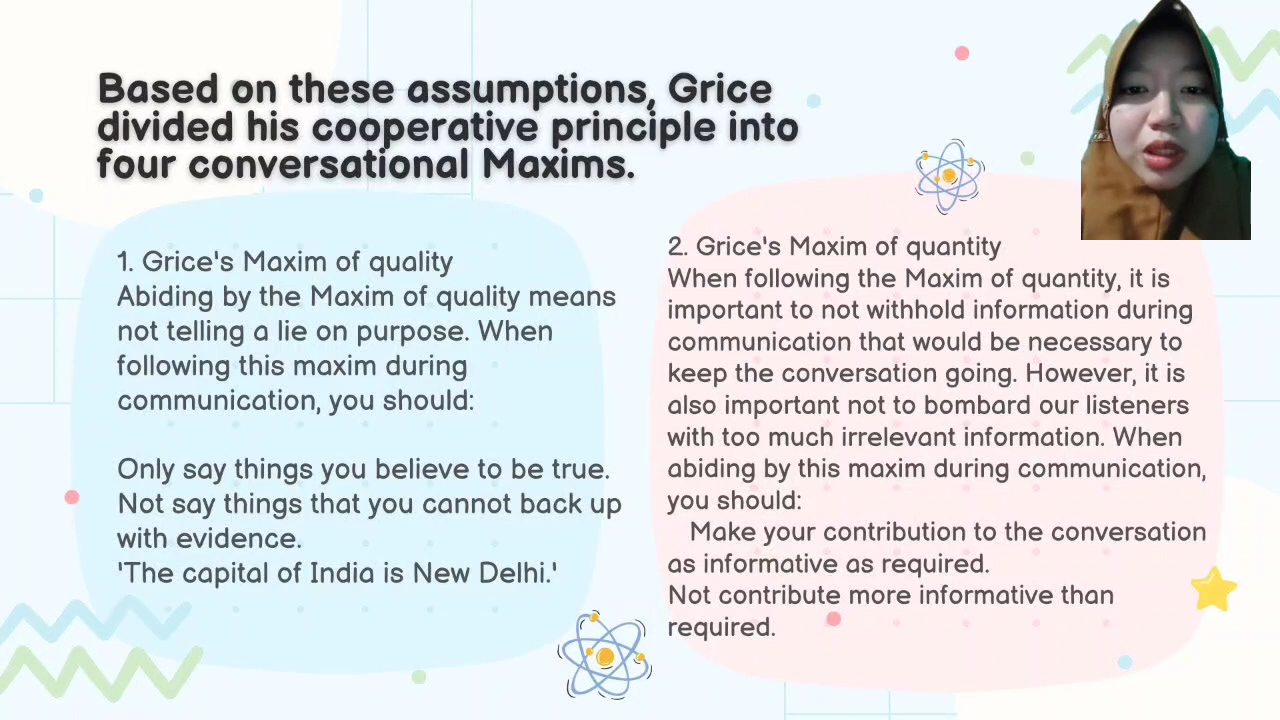 Based on these assumptions, Grice
divided his cooperative principle into
four conversational Maxims.
1. Grice's Maxim of quality
Abiding by the Maxim of quality means
not telling a lie on purpose. When
following this maxim during
communication, you should:
Only say things you believe to be true.
Not say things that you cannot back up
with evidence.
'The capital of India is New Delhi.'
2. Grice's Maxim of quantity
When following the Maxim of quantity, it is
important to not withhold information during
communication that would be necessary to
keep the conversation going. However, it is
also important not to bombard our listeners
with too much irrelevant information. When
abiding by this maxim during communication,
you should:
Make your contribution to the conversation
as informative as required.
Not contribute more informative than
required.